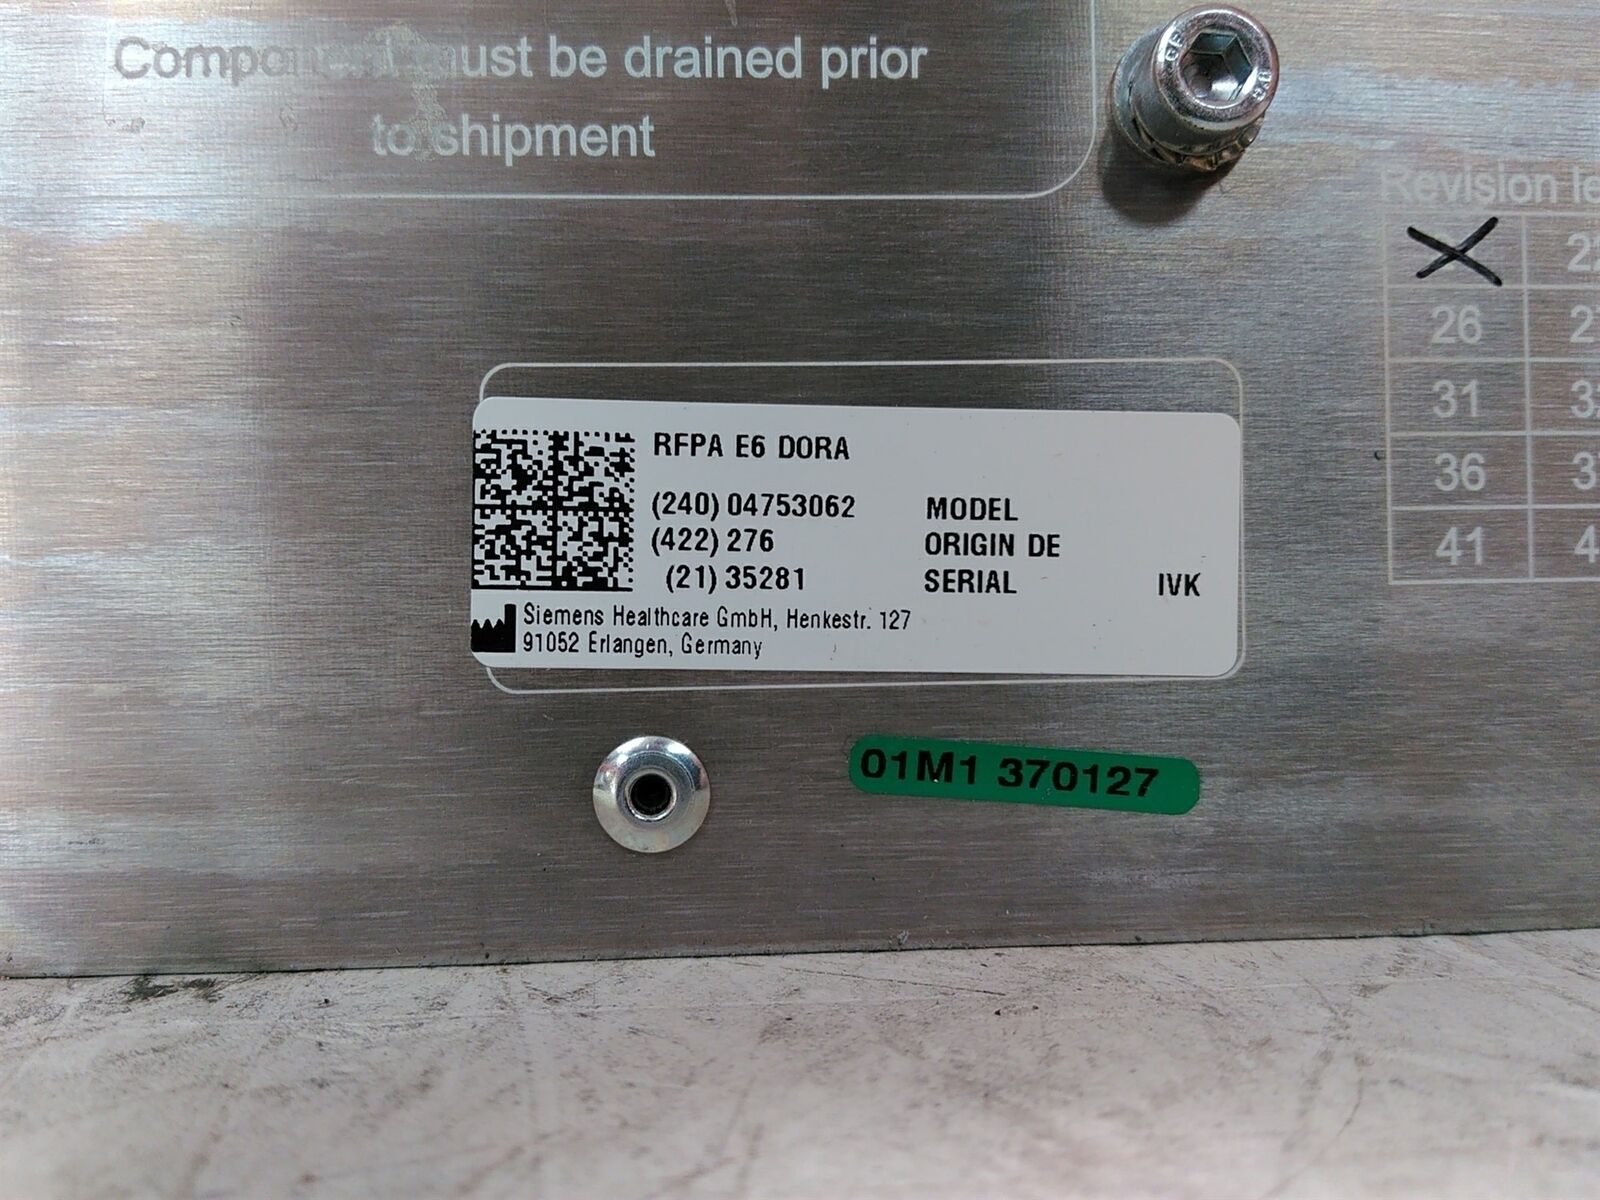 Component must be drained prior
to shipment
Revision le
26
31
36
41
RFPA E6 DORA
(240) 04753062 MODEL
(422) 276 ORIGIN DE
(21) 35281 SERIAL IVK
Siemens Healthcare GmbH, Henkestr. 127
91052 Erlangen, Germany
01M1 370127